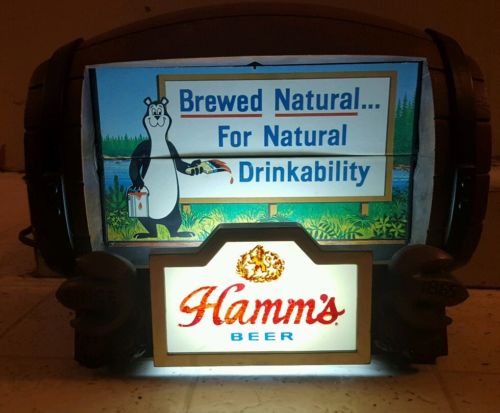 Brewed Natural...
For Natural
Drinkability
Hamm's
BEER